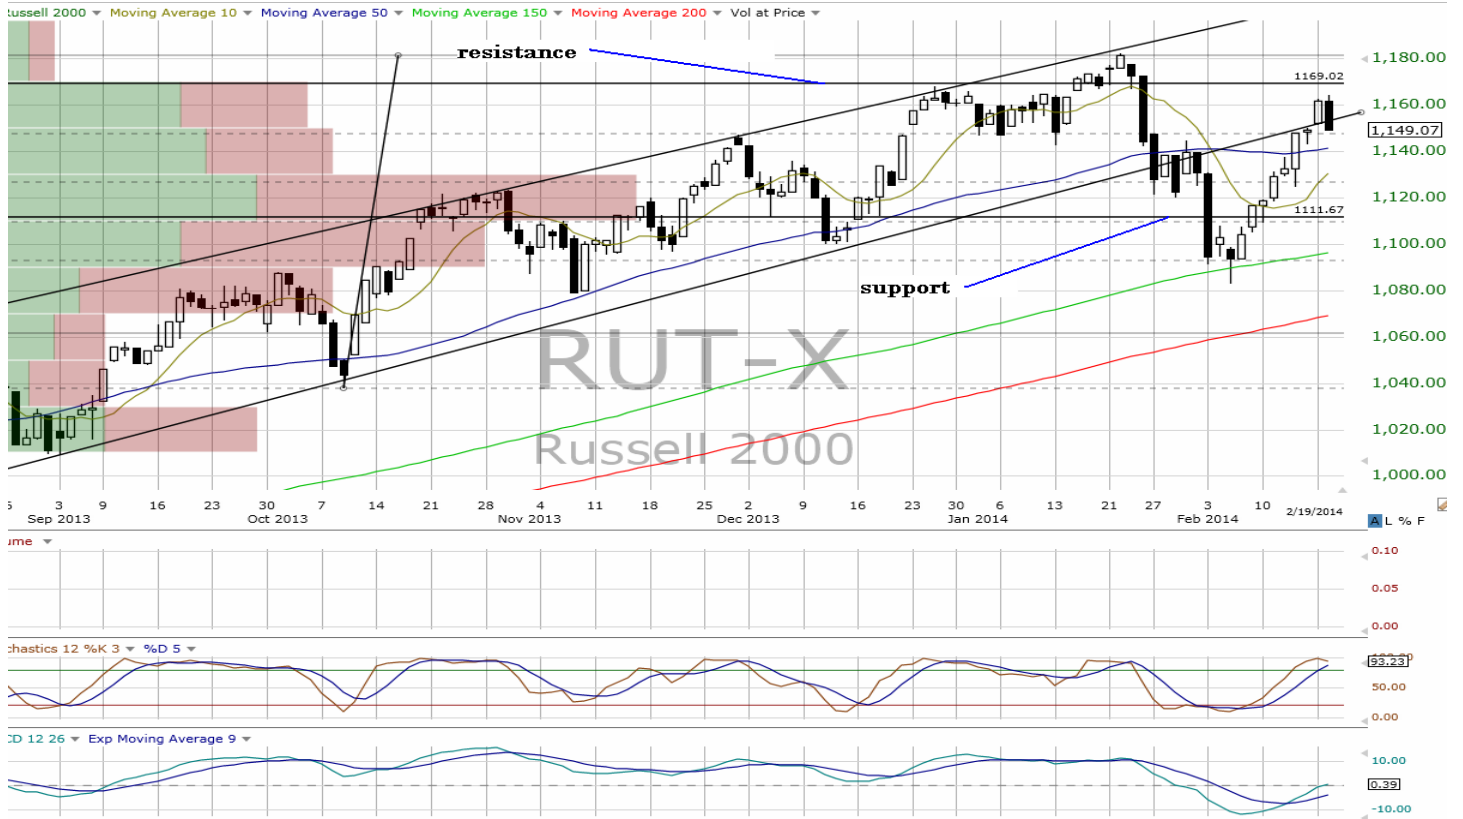 Russell 2000 Moving Average 10 Moving Average 50 Moving Average 150 Moving Average 200 Vol at Price
resistance
1,180.00
1169.02
1,160.00
1,149.07
1,140.00
1,120.00
1111.67
1,100.00
support
1,080.00
1,060.00
RUT-X
1,040.00
Russell 2000
1,020.00
1,000.00
3 9 16 23 30 7 14 21 28 4 11 18 25 2 9 16 23 30 6 13 21 27 3 10 2/19/2014
Sep 2013 Oct 2013 Nov 2013 Dec 2013 Jan 2014 Feb 2014
A L % F
ume
0.10
0.05
0.00
chastics 12 %K 3 %D 5
93.23
50.00
0.00
CD 12 26 Exp Moving Average 9
10.00
0.39
-10.00